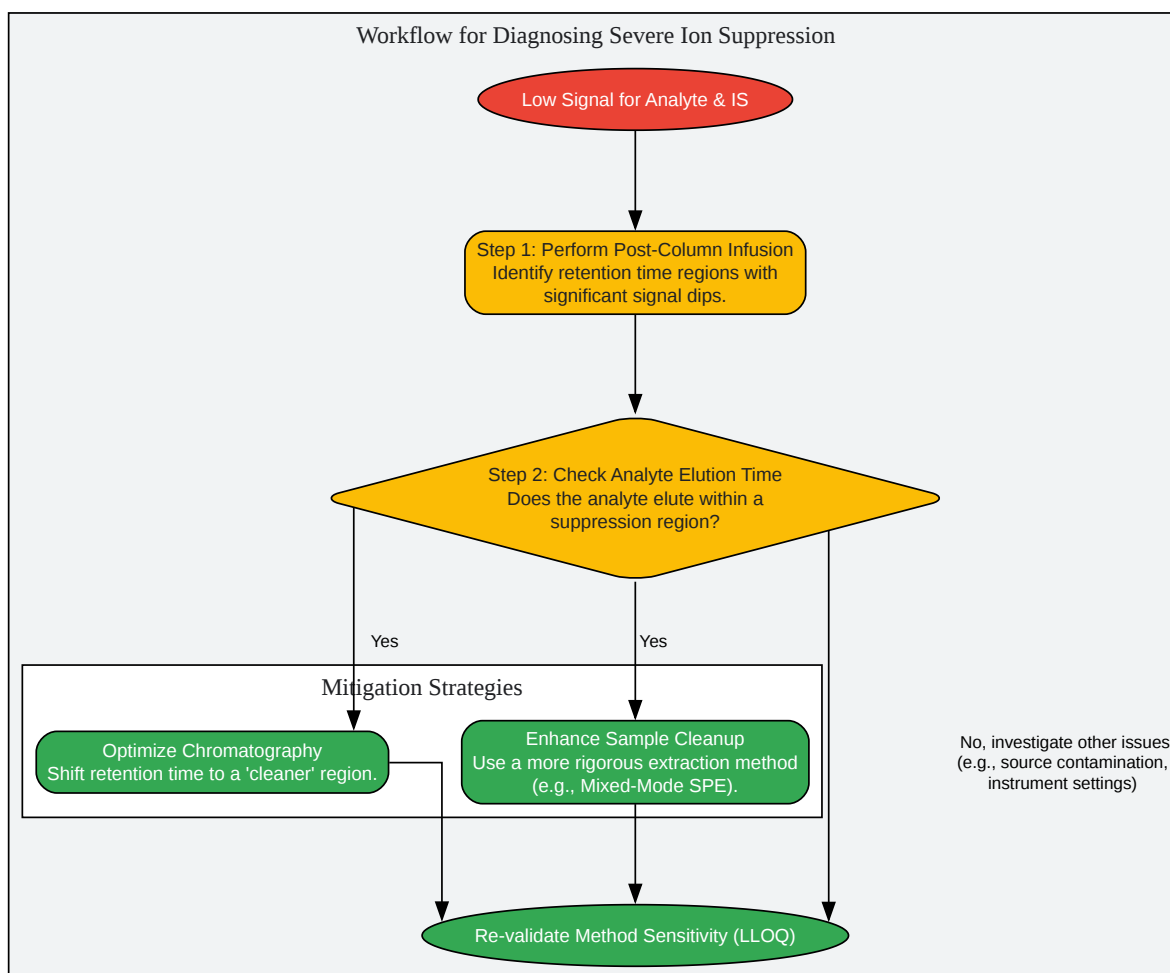 Workflow for Diagnosing Severe Ion Suppression
Low Signal for Analyte & IS
Step 1: Perform Post-Column Infusion
Identify retention time regions with
significant signal dips.
Step 2: Check Analyte Elution Time
Does the analyte elute within a
suppression region?
Yes
Yes
Mitigation Strategies
Optimize Chromatography
Shift retention time to a 'cleaner' region.
Enhance Sample Cleanup
Use a more rigorous extraction method
(e.g., Mixed-Mode SPE).
No, investigate other issues
(e.g., source contamination,
instrument settings)
Re-validate Method Sensitivity (LLOQ)